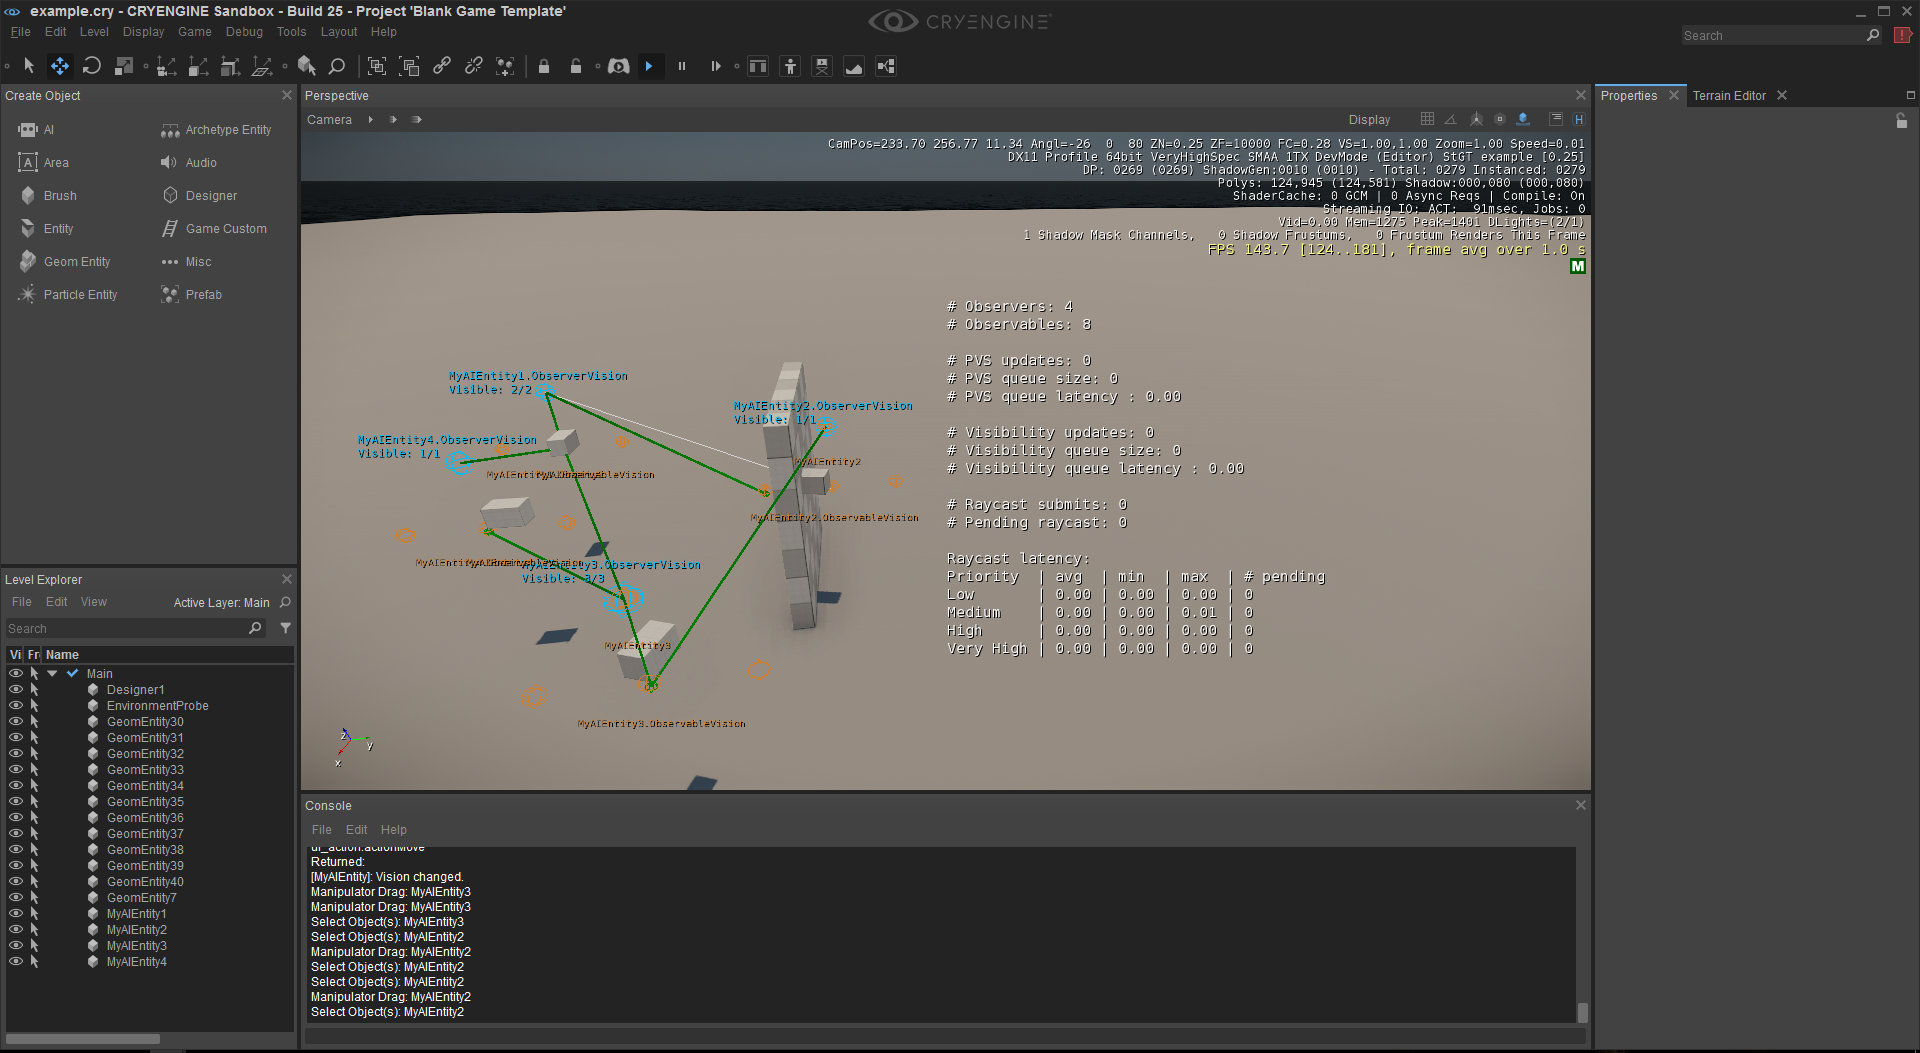 example.cry - CRYENGINE Sandbox - Build 25 - Project 'Blank Game Template'
CRYENGINE
File Edit Level Display Game Debug Tools Layout Help
Search
Create Object
AI
Archetype Entity
Area
Audio
Brush
Designer
Entity
Game Custom
Geom Entity
Misc
Particle Entity
Prefab
Level Explorer
File Edit View
Active Layer: Main
Search
Vi Fr Name
Main
Designer1
EnvironmentProbe
GeomEntity30
GeomEntity31
GeomEntity32
GeomEntity33
GeomEntity34
GeomEntity35
GeomEntity36
GeomEntity37
GeomEntity38
GeomEntity39
GeomEntity40
GeomEntity7
MyAIEntity1
MyAIEntity2
MyAIEntity3
MyAIEntity4
Perspective
Camera
Display
H
CamPos=233.70 256.77 11.34 Angl=-26 0 80 ZN=0.25 ZF=10000 FC=0.28 VS=1.00,1.00 Zoom=1.00 Speed=0.01
DX11 Profile 64bit VeryHighSpec SMAA 1TX DevMode (Editor) StGT example [0.25]
DP: 0269 (0269) ShadowGen:0010 (0010) - Total: 0279 Instanced: 0279
Polys: 124,945 (124,581) Shadow:000,080 (000,080)
ShaderCache: 0 GCM | 0 Async Reqs | Compile: On
Streaming IO: ACT: 91msec, Jobs: 0
Vid=0.00 Mem=1275 Peak=1401 DLights=(2/1)
1 Shadow Mask Channels, 0 Shadow Frustums, 0 Frustum Renders This Frame
FPS 143.7 [124..181], frame avg over 1.0 s
M
# Observers: 4
# Observables: 8
# PVS updates: 0
# PVS queue size: 0
# PVS queue latency : 0.00
# Visibility updates: 0
# Visibility queue size: 0
# Visibility queue latency : 0.00
# Raycast submits: 0
# Pending raycast: 0
Raycast latency:
Priority | avg | min | max | # pending
Low | 0.00 | 0.00 | 0.00 | 0
Medium | 0.00 | 0.00 | 0.01 | 0
High | 0.00 | 0.00 | 0.00 | 0
Very High | 0.00 | 0.00 | 0.00 | 0
MyAIEntity1.ObserverVision
Visible: 2/2
MyAIEntity2.ObserverVision
Visible: 1/1
MyAIEntity4.ObserverVision
Visible: 1/1
MyAIEntity2
MyAIEntity2.ObservableVision
MyAIEntity3.ObserverVision
Visible: 3/3
MyAIEntity3
MyAIEntity3.ObservableVision
z
y
x
Console
File Edit Help
ui_action:actionMove
Returned:
[MyAIEntity]: Vision changed.
Manipulator Drag: MyAIEntity3
Manipulator Drag: MyAIEntity3
Select Object(s): MyAIEntity3
Select Object(s): MyAIEntity2
Manipulator Drag: MyAIEntity2
Select Object(s): MyAIEntity2
Select Object(s): MyAIEntity2
Manipulator Drag: MyAIEntity2
Select Object(s): MyAIEntity2
Properties
Terrain Editor